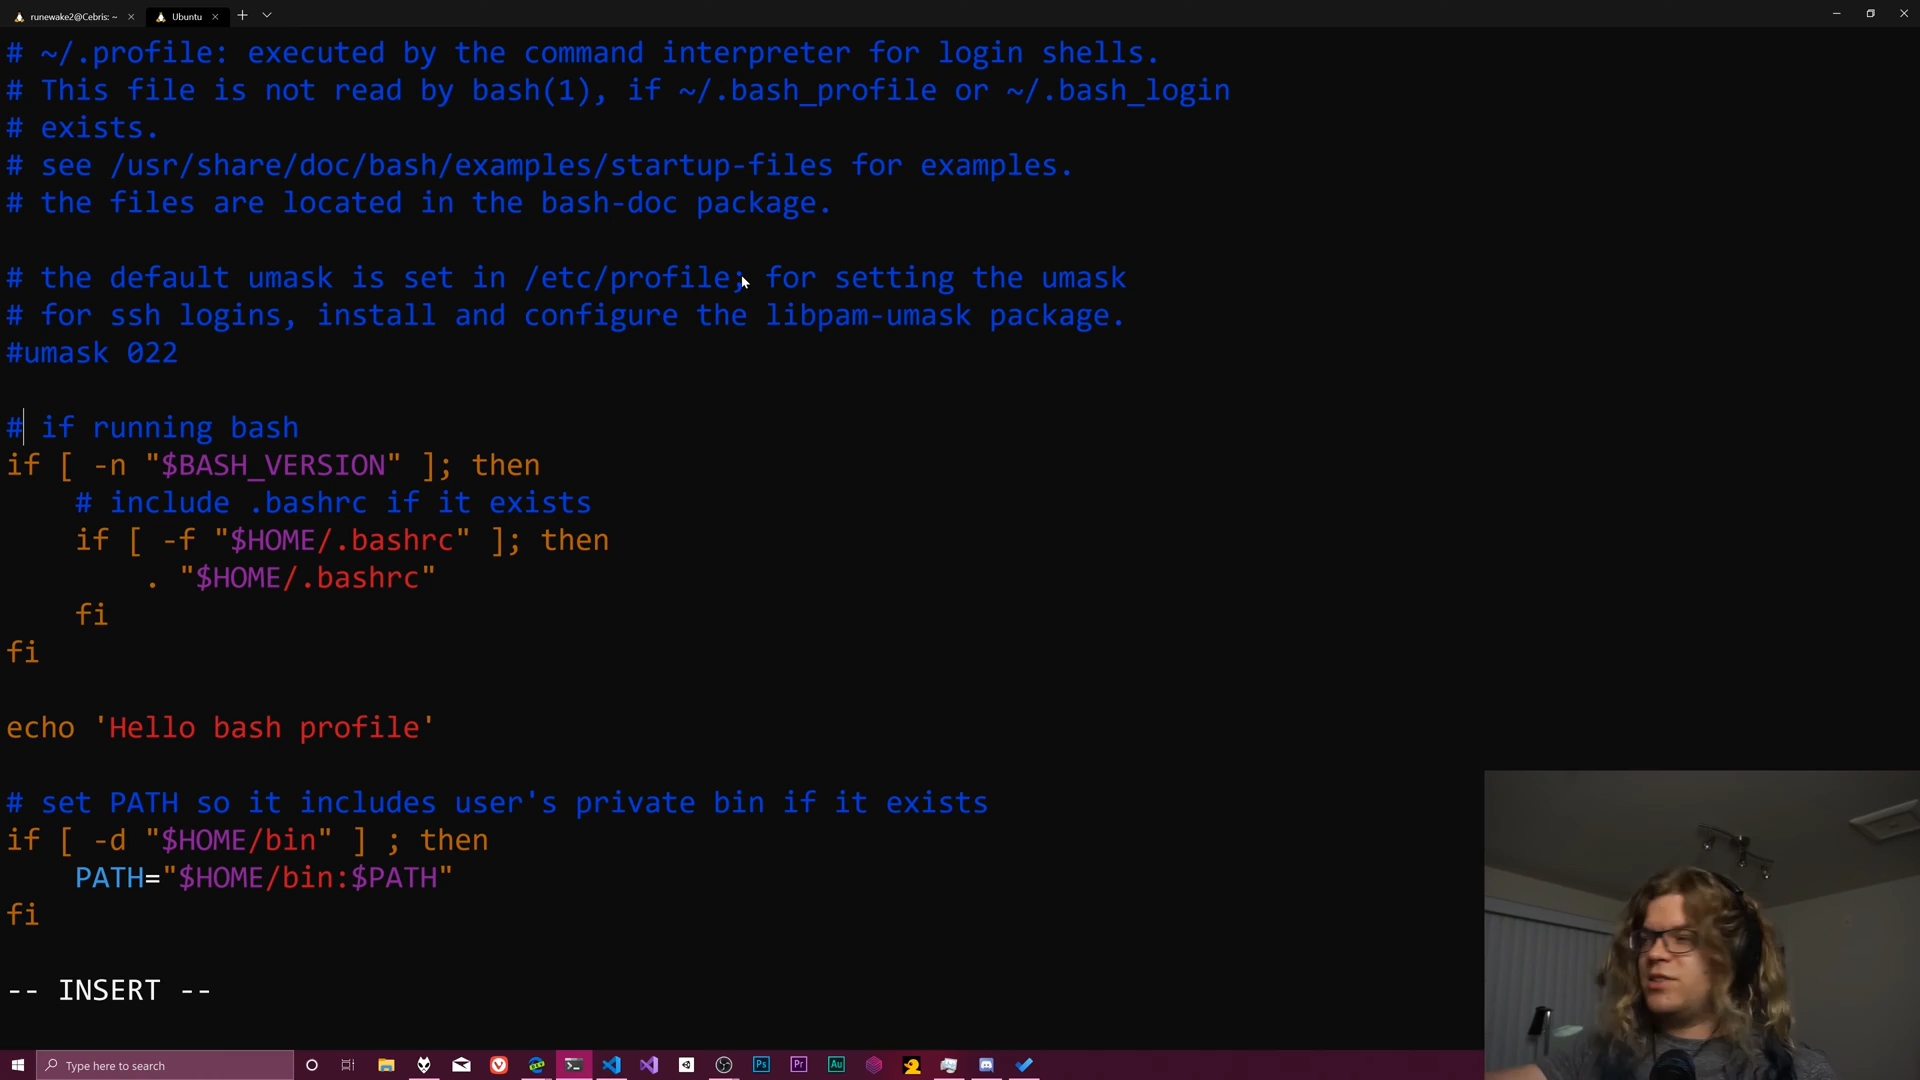 runewake2@Cebris: ~
Ubuntu
# ~/.profile: executed by the command interpreter for login shells.
# This file is not read by bash(1), if ~/.bash_profile or ~/.bash_login
# exists.
# see /usr/share/doc/bash/examples/startup-files for examples.
# the files are located in the bash-doc package.
# the default umask is set in /etc/profile; for setting the umask
# for ssh logins, install and configure the libpam-umask package.
#umask 022
# if running bash
if [ -n "$BASH_VERSION" ]; then
# include .bashrc if it exists
if [ -f "$HOME/.bashrc" ]; then
. "$HOME/.bashrc"
fi
fi
echo 'Hello bash profile'
# set PATH so it includes user's private bin if it exists
if [ -d "$HOME/bin" ] ; then
PATH="$HOME/bin:$PATH"
fi
-- INSERT --
Type here to search
Ps
Pr
Au